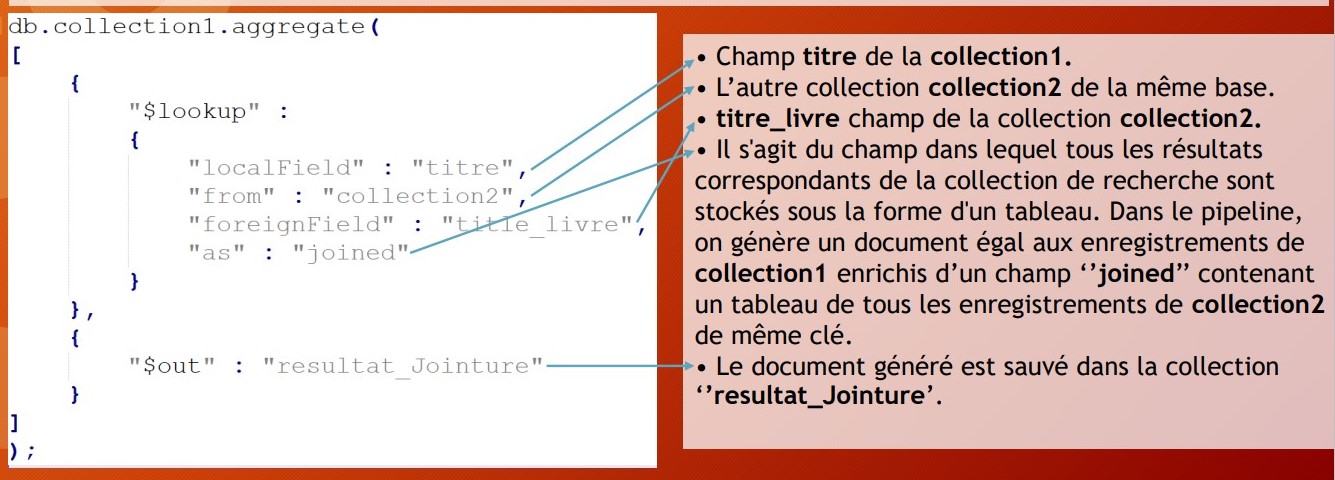 db.collection1.aggregate(
[
{
"$lookup" :
{
"localField" : "titre",
"from" : "collection2",
"foreignField" : "title_livre",
"as" : "joined"
}
},
{
"$out" : "resultat_Jointure"
}
]
);
• Champ titre de la collection1.
• L’autre collection collection2 de la même base.
• titre_livre champ de la collection collection2.
• Il s'agit du champ dans lequel tous les résultats
correspondants de la collection de recherche sont
stockés sous la forme d'un tableau. Dans le pipeline,
on génère un document égal aux enregistrements de
collection1 enrichis d’un champ ‘’joined’’ contenant
un tableau de tous les enregistrements de collection2
de même clé.
• Le document généré est sauvé dans la collection
‘’resultat_Jointure’.